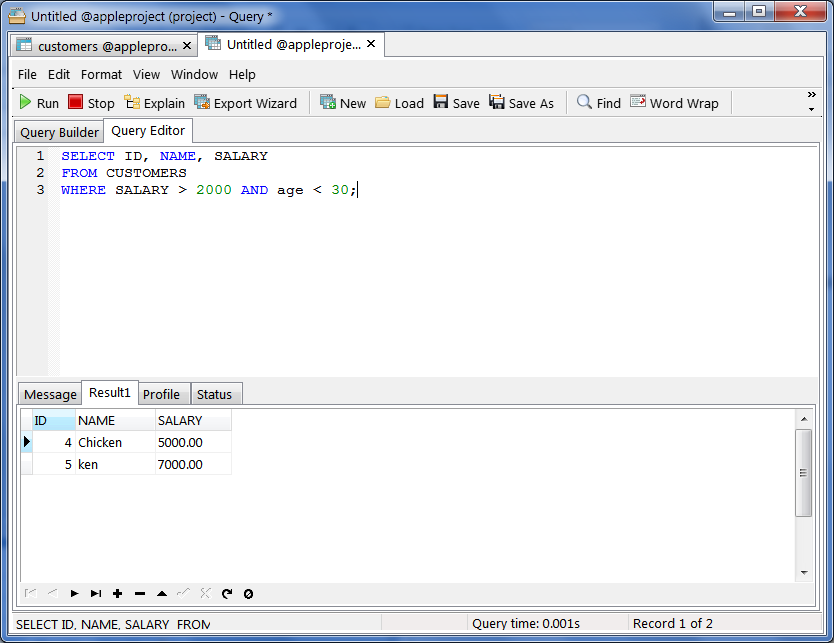 Untitled @appleproject (project) - Query *
customers @applepro... Untitled @appleproje...
File Edit Format View Window Help
Run Stop Explain Export Wizard New Load Save Save As Find Word Wrap
Query Builder Query Editor
1 SELECT ID, NAME, SALARY
2 FROM CUSTOMERS
3 WHERE SALARY > 2000 AND age < 30;
Message Result1 Profile Status
ID NAME SALARY
4 Chicken 5000.00
5 ken 7000.00
SELECT ID, NAME, SALARY FROM Query time: 0.001s Record 1 of 2